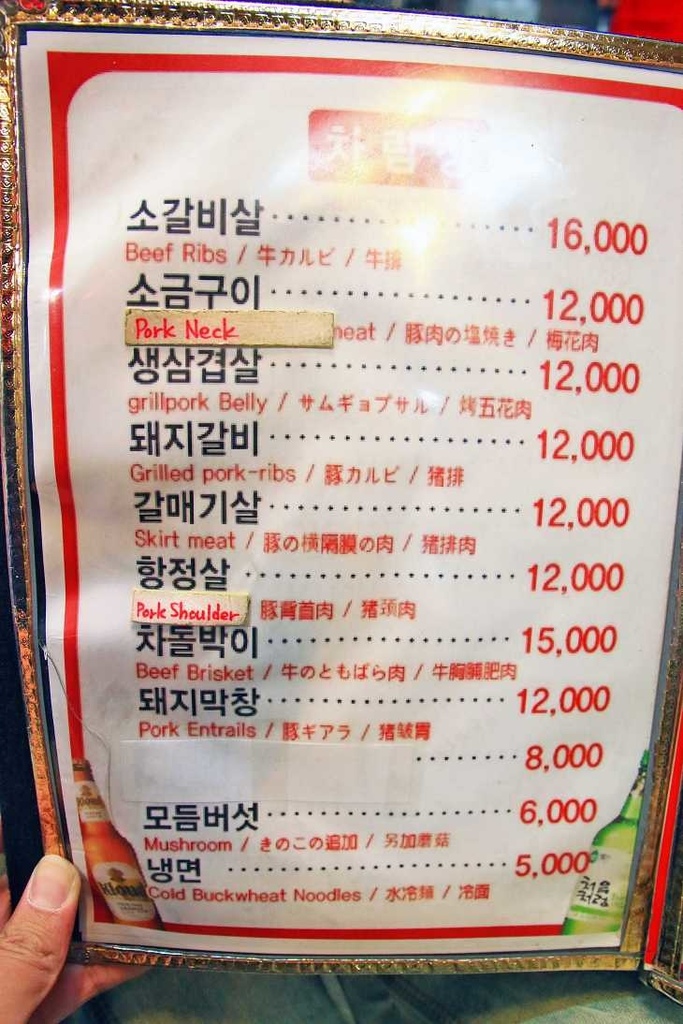 차림
소갈비살 16,000
Beef Ribs / 牛カルビ / 牛排
소금구이 12,000
Pork Neck meat / 豚肉の塩焼き / 梅花肉
생삼겹살 12,000
grillpork Belly / サムギョプサル / 烤五花肉
돼지갈비 12,000
Grilled pork-ribs / 豚カルビ / 猪排
갈매기살 12,000
Skirt meat / 豚の横隔膜の肉 / 猪排肉
항정살 12,000
Pork Shoulder 豚背首肉 / 猪颈肉
차돌박이 15,000
Beef Brisket / 牛のともばら肉 / 牛胸脯肥肉
돼지막창 12,000
Pork Entrails / 豚ギアラ / 猪皱胃
8,000
모듬버섯 6,000
Mushroom / きのこの追加 / 另加蘑菇
냉면 5,000
Cold Buckwheat Noodles / 水冷麺 / 冷面
Kloud
처음처럼